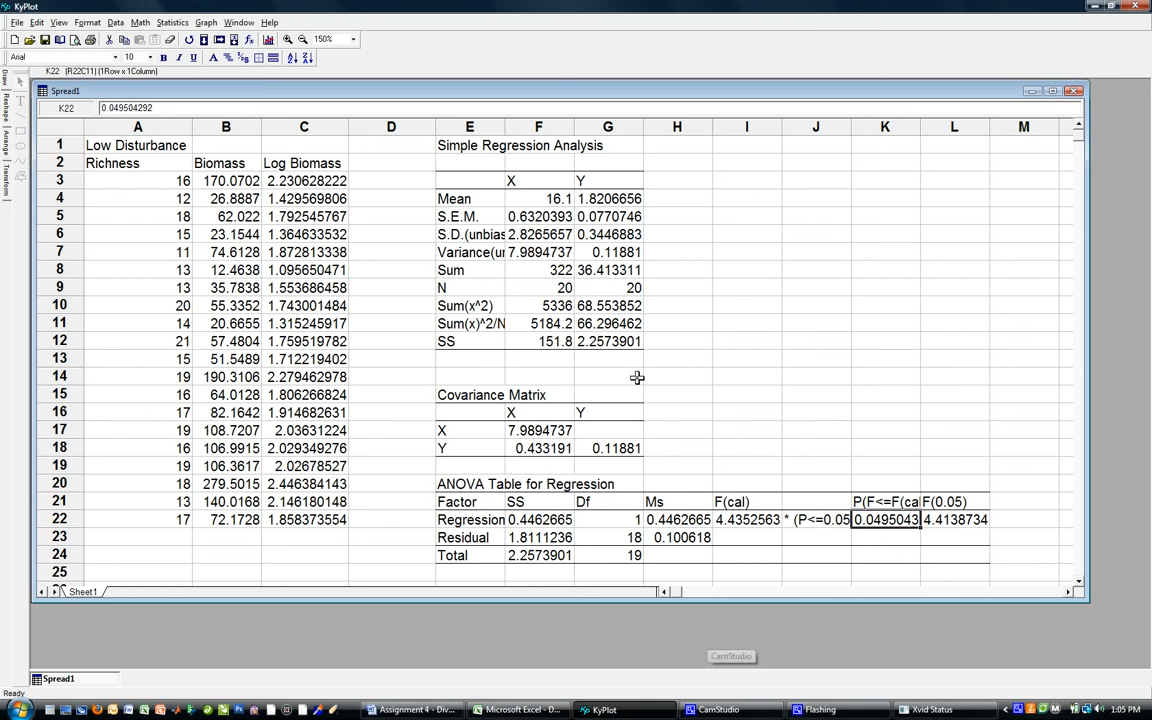 KyPlot
File Edit View Format Data Math Statistics Graph Window Help
150%
Arial 10 B I U A
K22 (R22C11) (1Row x 1Column)
Draw
Reshape
Arrange
Transform
Spread1
K22 0.049504292
A B C D E F G H I J K L M
1 Low Disturbance Simple Regression Analysis
2 Richness Biomass Log Biomass
3 16 170.0702 2.230628222 X Y
4 12 26.8887 1.429569806 Mean 16.1 1.8206656
5 18 62.022 1.792545767 S.E.M. 0.6320393 0.0770746
6 15 23.1544 1.364633532 S.D.(unbias 2.8265657 0.3446883
7 11 74.6128 1.872813338 Variance(ur 7.9894737 0.11881
8 13 12.4638 1.095650471 Sum 322 36.413311
9 13 35.7838 1.553686458 N 20 20
10 20 55.3352 1.743001484 Sum(x^2) 5336 68.553852
11 14 20.6655 1.315245917 Sum(x)^2/N 5184.2 66.296462
12 21 57.4804 1.759519782 SS 151.8 2.2573901
13 15 51.5489 1.712219402
14 19 190.3106 2.279462978
15 16 64.0128 1.806266824 Covariance Matrix
16 17 82.1642 1.914682631 X Y
17 19 108.7207 2.03631224 X 7.9894737
18 16 106.9915 2.029349276 Y 0.433191 0.11881
19 19 106.3617 2.02678527
20 18 279.5015 2.446384143 ANOVA Table for Regression
21 13 140.0168 2.146180148 Factor SS Df Ms F(cal) P(F<=F(cal F(0.05)
22 17 72.1728 1.858373554 Regression 0.4462665 1 0.4462665 4.4352563 * (P<=0.05 0.0495043 4.4138734
23 Residual 1.8111236 18 0.100618
24 Total 2.2573901 19
25
Sheet1
CamStudio
Spread1
Ready
Assignment 4 - Div... Microsoft Excel - D... KyPlot CamStudio Flashing Xvid Status 1:05 PM